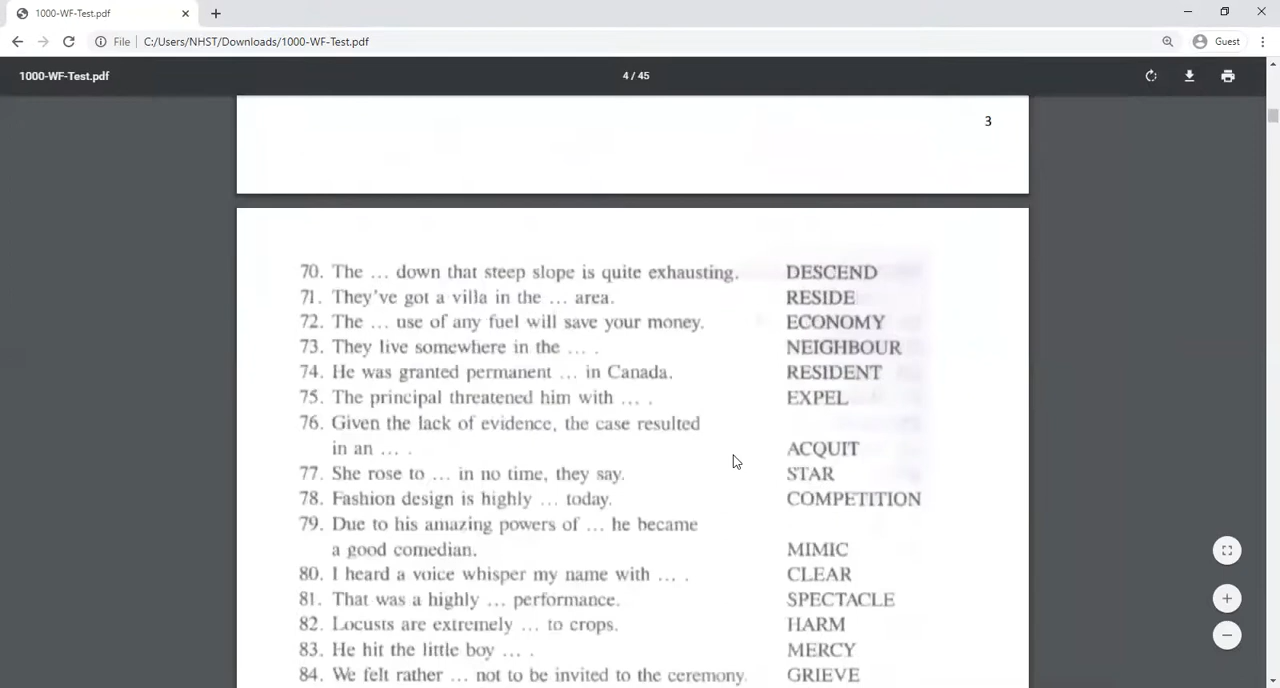 1000-WF-Test.pdf
File C:/Users/NHST/Downloads/1000-WF-Test.pdf
Guest
1000-WF-Test.pdf
4 / 45
3
70. The ... down that steep slope is quite exhausting. DESCEND
71. They've got a villa in the ... area. RESIDE
72. The ... use of any fuel will save your money. ECONOMY
73. They live somewhere in the ... . NEIGHBOUR
74. He was granted permanent ... in Canada. RESIDENT
75. The principal threatened him with ... . EXPEL
76. Given the lack of evidence, the case resulted
in an ... . ACQUIT
77. She rose to ... in no time, they say. STAR
78. Fashion design is highly ... today. COMPETITION
79. Due to his amazing powers of ... he became
a good comedian. MIMIC
80. I heard a voice whisper my name with ... . CLEAR
81. That was a highly ... performance. SPECTACLE
82. Locusts are extremely ... to crops. HARM
83. He hit the little boy ... . MERCY
84. We felt rather ... not to be invited to the ceremony. GRIEVE